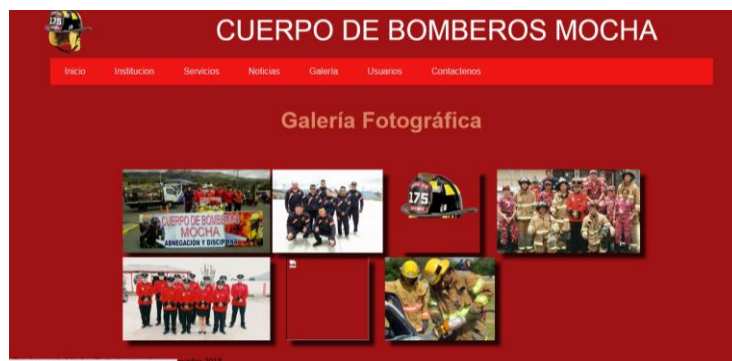 175
CUERPO DE BOMBEROS MOCHA
Inicio Institucion Servicios Noticias Galería Usuarios Contactenos
Galería Fotográfica
CUERPO DE BOMBEROS
MOCHA
ABNEGACIÓN Y DISCIPLINA
175